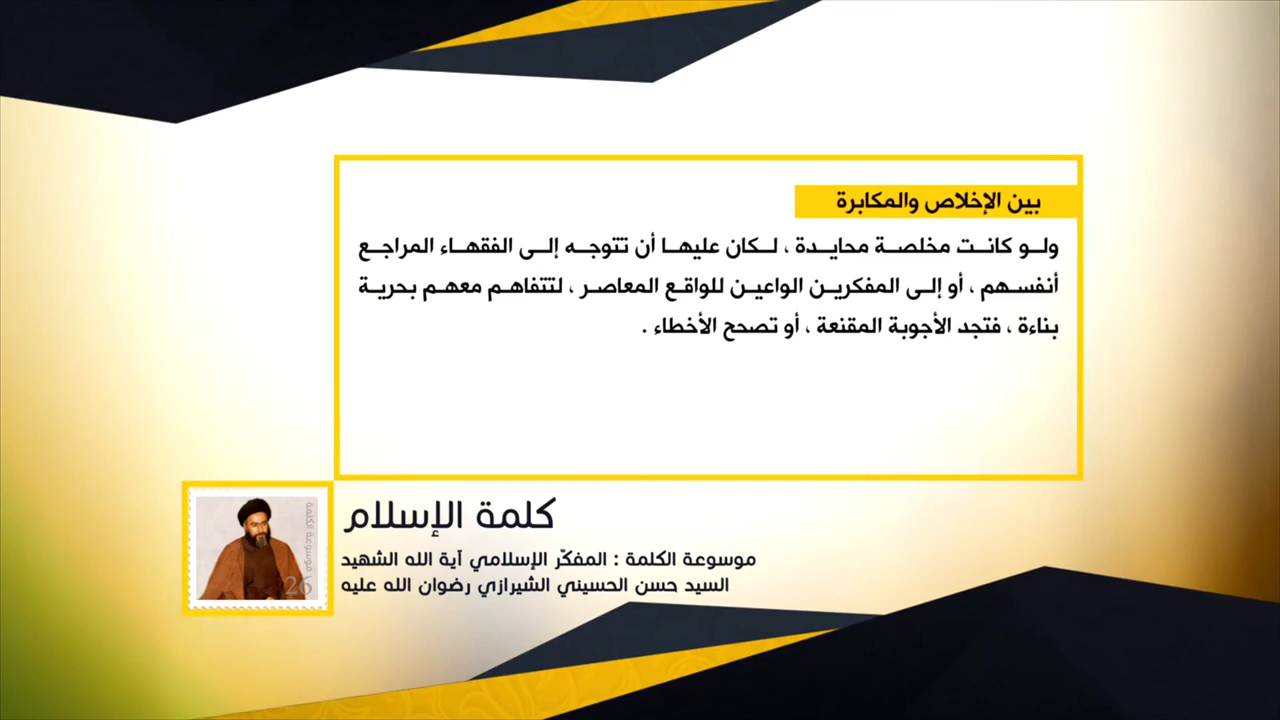 بين الإخلاص والمكابرة
ولو كانت مخلصة محايدة ، لكان عليها أن تتوجه إلى الفقهاء المراجع
أنفسهم ، أو إلى المفكرين الواعين للواقع المعاصر ، لتتفاهم معهم بحرية
بناءة ، فتجد الأجوبة المقنعة ، أو تصحح الأخطاء .
كلمة الإسلام
موسوعة الكلمة : المفكّر الإسلامي آية الله الشهيد
السيد حسن الحسيني الشيرازي رضوان الله عليه
موسوعة الكلمة
26